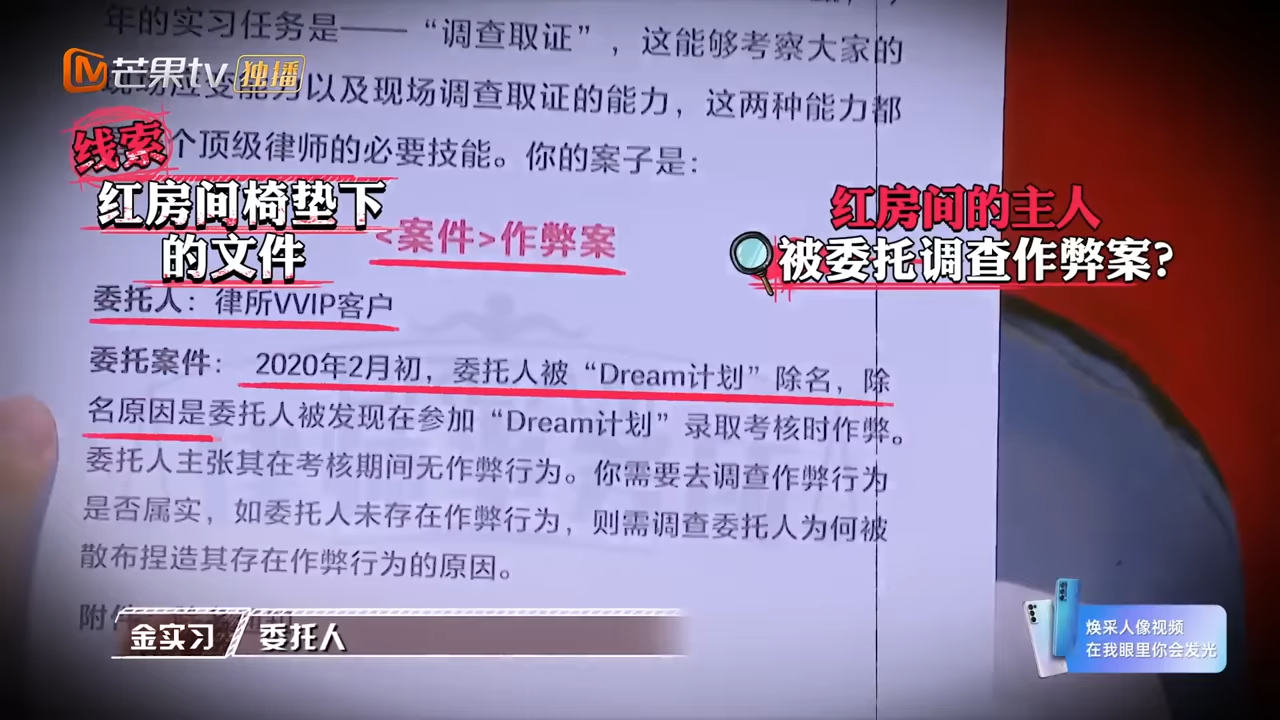 年的实习任务是——“调查取证”，这能够考察大家的
芒果tv 独播
以及现场调查取证的能力，这两种能力都
线索
个顶级律师的必要技能。你的案子是：
红房间椅垫下
的文件
红房间的主人
被委托调查作弊案?
<案件>作弊案
委托人：律所VVIP客户
委托案件： 2020年2月初，委托人被“Dream计划”除名，除
名原因是委托人被发现在参加“Dream计划”录取考核时作弊。
委托人主张其在考核期间无作弊行为。你需要去调查作弊行为
是否属实，如委托人未存在作弊行为，则需调查委托人为何被
散布捏造其存在作弊行为的原因。
附件
金实习 委托人
焕采人像视频
在我眼里你会发光